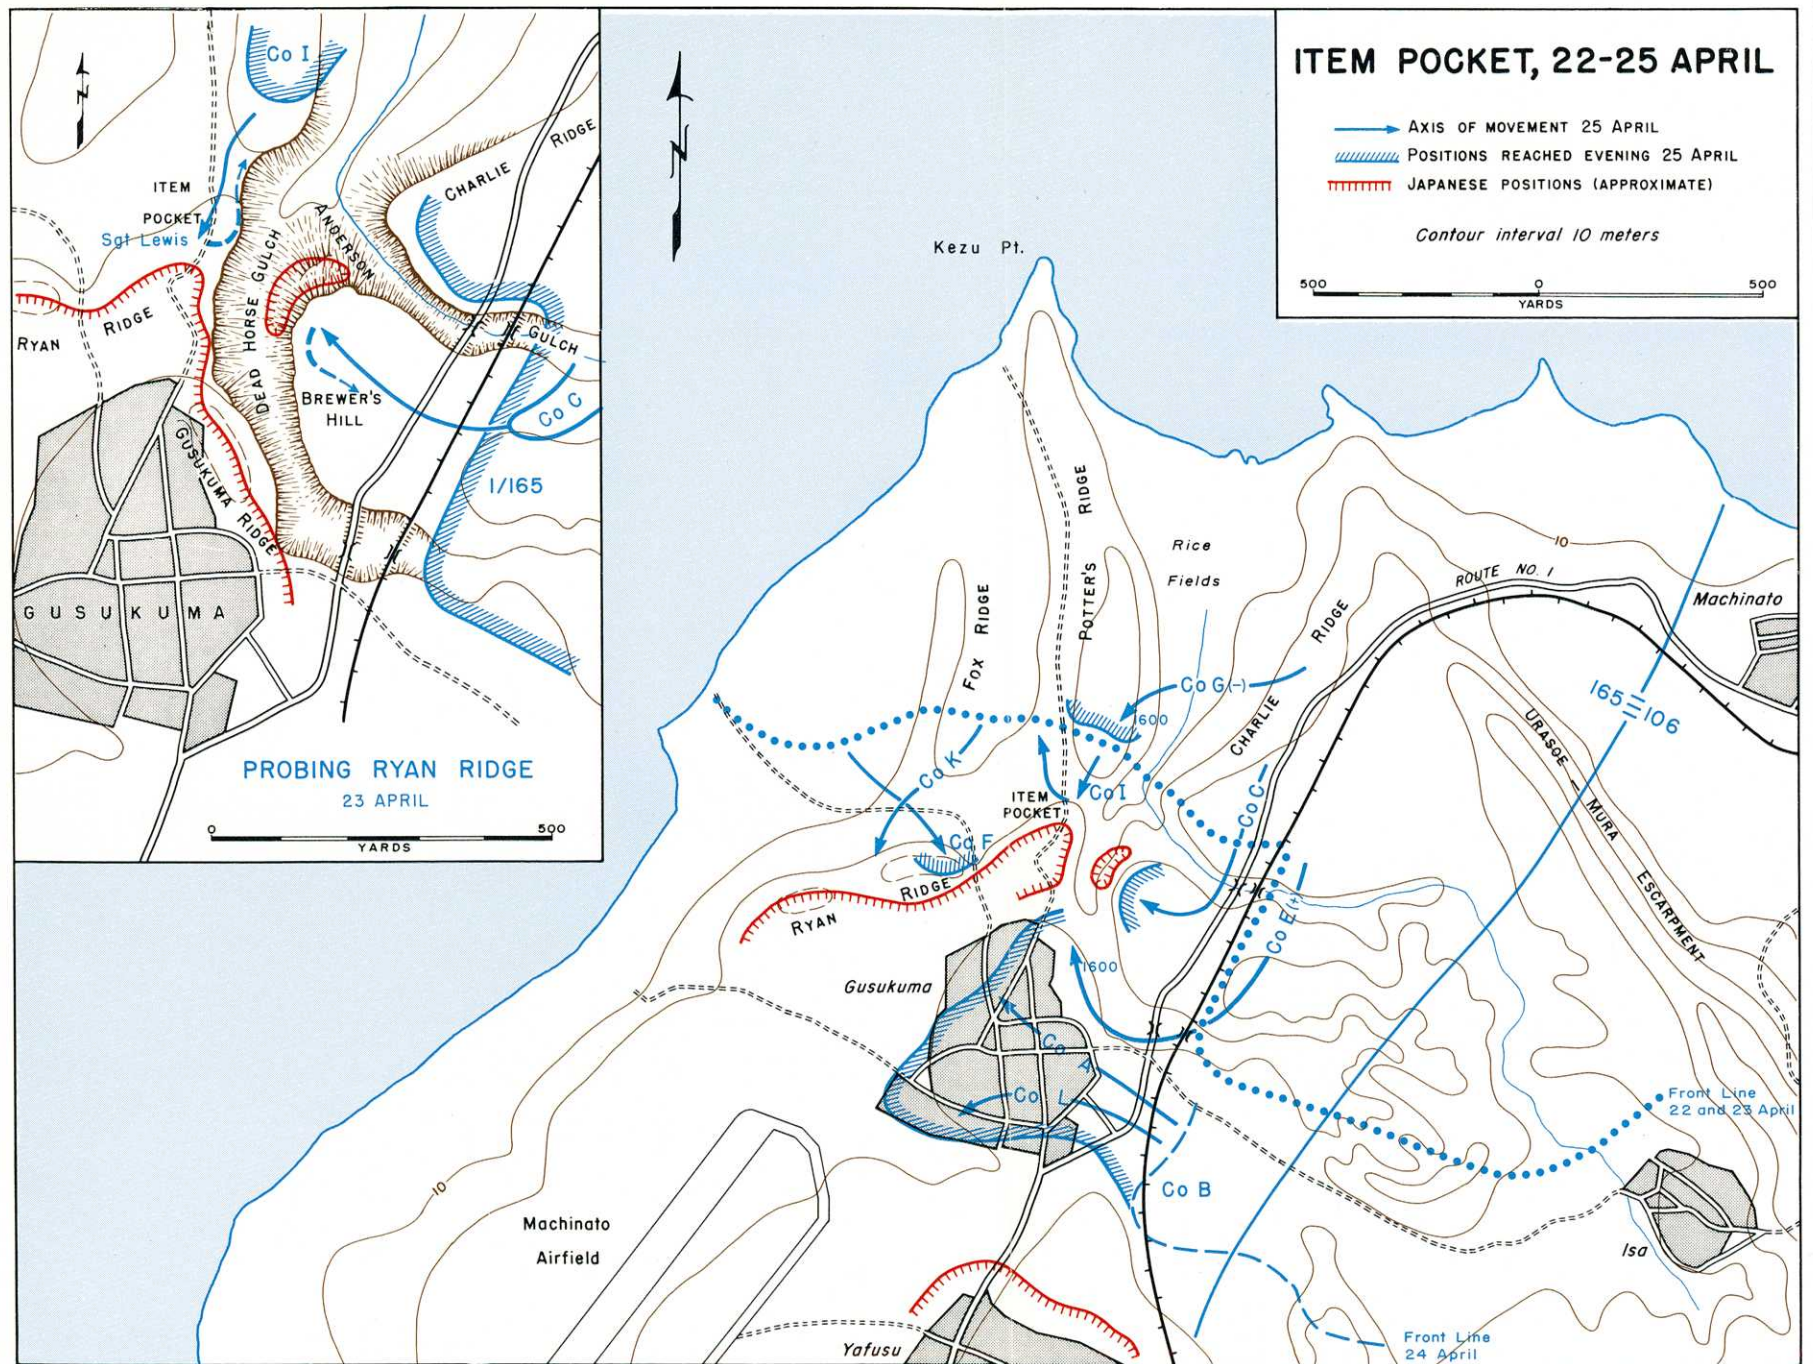 ITEM POCKET, 22-25 APRIL
AXIS OF MOVEMENT 25 APRIL
POSITIONS REACHED EVENING 25 APRIL
JAPANESE POSITIONS (APPROXIMATE)
Contour interval 10 meters
500 0 500
YARDS
N
Co I
CHARLIE RIDGE
ITEM
POCKET
Sgt Lewis
ANDERSON GULCH
DEAD HORSE GULCH
RYAN RIDGE
BREWER'S
HILL
Co C
GUSUKUMA RIDGE
1/165
GUSUKUMA
PROBING RYAN RIDGE
23 APRIL
0 500
YARDS
N
Kezu Pt.
Rice
Fields
POTTER'S RIDGE
FOX RIDGE
10
ROUTE NO. 1
Machinato
CHARLIE RIDGE
Co G(-)
1600
165
106
URASOE - MURA ESCARPMENT
Co K
Co I
Co C
ITEM
POCKET
Co F
RYAN RIDGE
Co E(+)
1600
Gusukuma
Co A
Co L
Front Line
22 and 23 April
10
Co B
Machinato
Airfield
Isa
Yafusu
Front Line
24 April